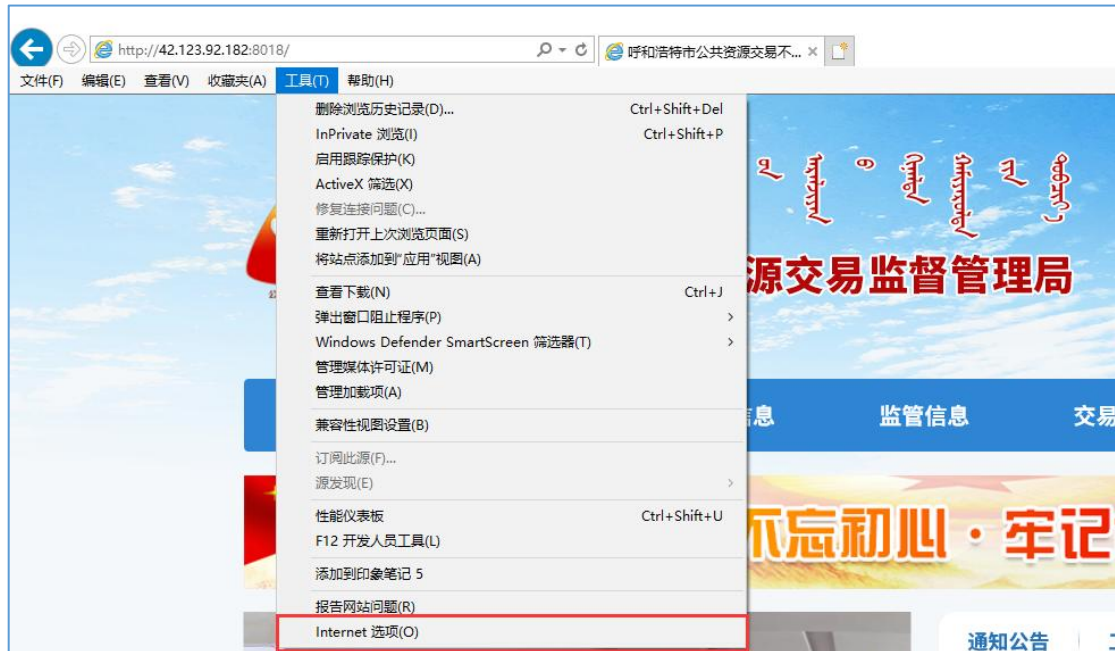 http://42.123.92.182:8018/
呼和浩特市公共资源交易不... ×
文件(F) 编辑(E) 查看(V) 收藏夹(A) 工具(T) 帮助(H)
删除浏览历史记录(D)... Ctrl+Shift+Del
InPrivate 浏览(I) Ctrl+Shift+P
启用跟踪保护(K)
ActiveX 筛选(X)
修复连接问题(C)...
重新打开上次浏览页面(S)
将站点添加到“应用”视图(A)
查看下载(N) Ctrl+J
弹出窗口阻止程序(P)
Windows Defender SmartScreen 筛选器(T)
管理媒体许可证(M)
管理加载项(A)
兼容性视图设置(B)
订阅此源(F)...
源发现(E)
性能仪表板 Ctrl+Shift+U
F12 开发人员工具(L)
添加到印象笔记 5
报告网站问题(R)
Internet 选项(O)
源交易监督管理局
信息 监管信息 交易
不忘初心·牢记
通知公告